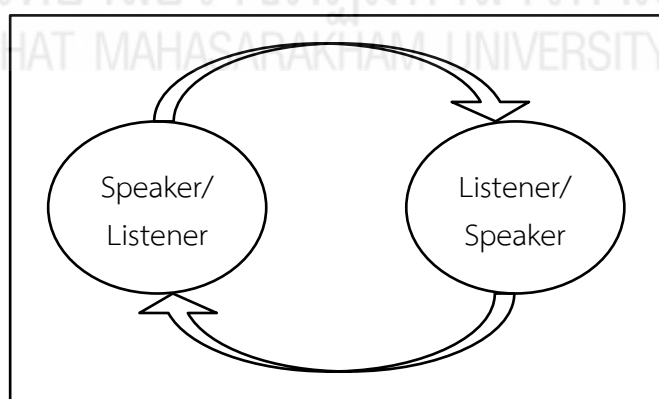 HAT MAHASARAKHAM UNIVERSITY
Speaker/
Listener
Listener/
Speaker